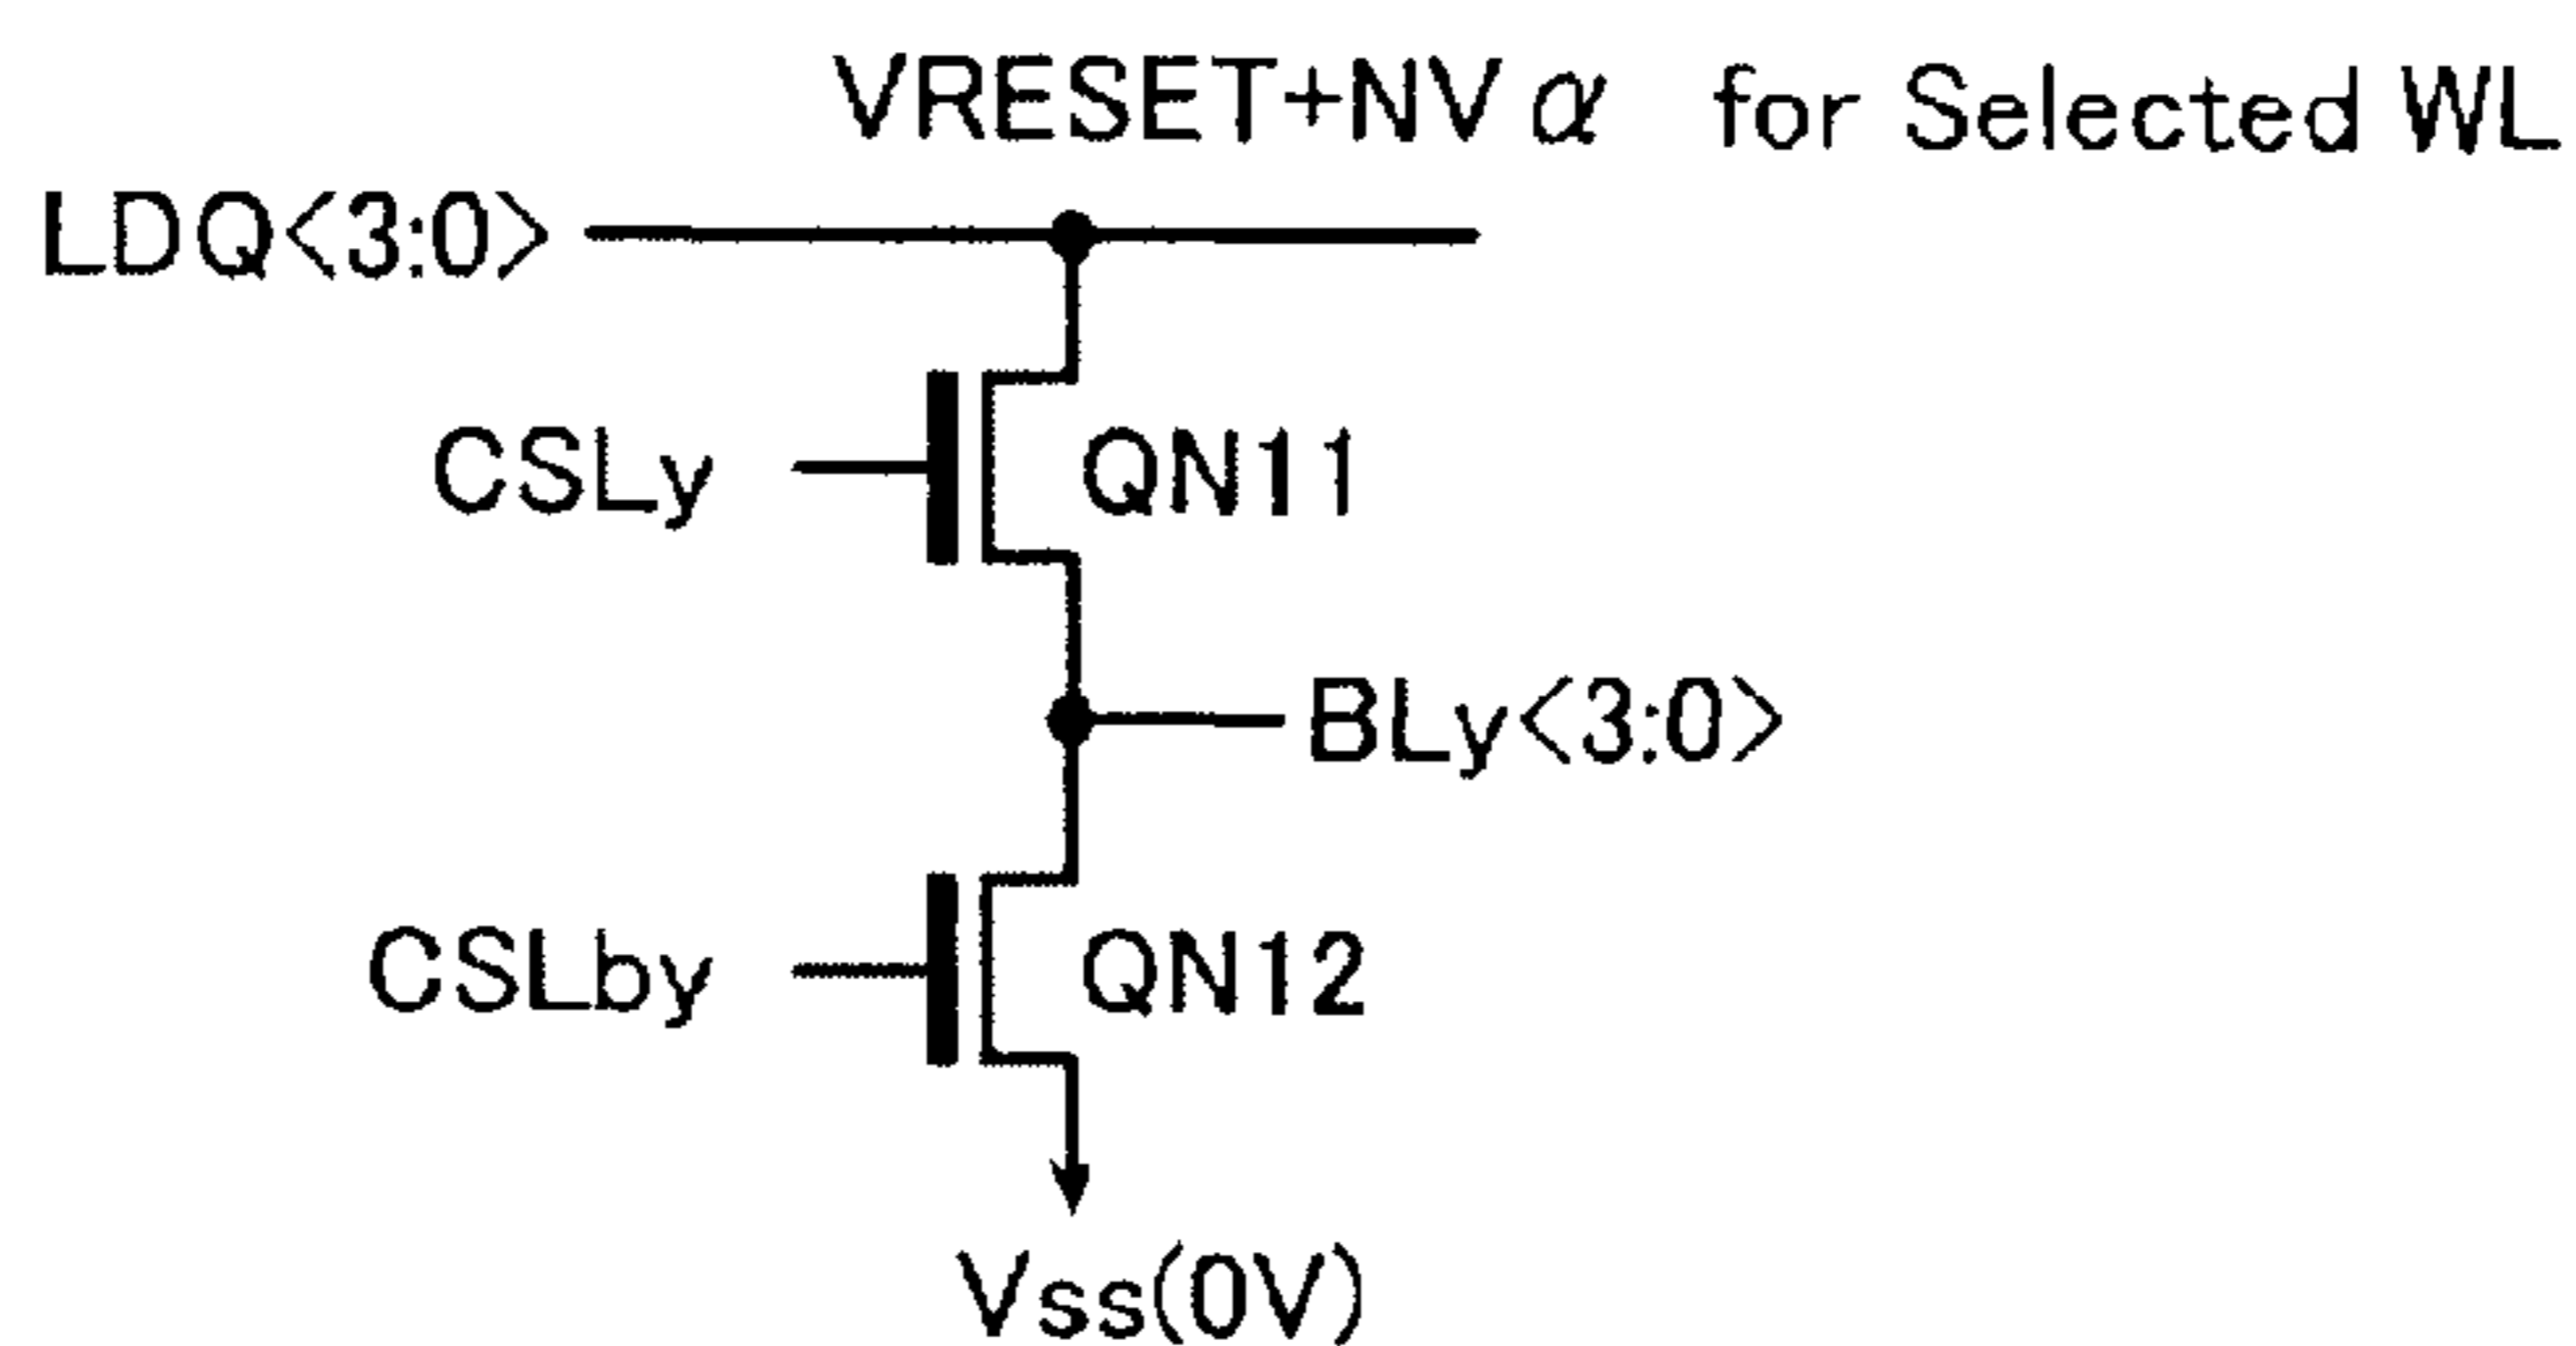 VRESET+NVα for Selected WL
LDQ<3:0>
CSLy
QN11
BLy<3:0>
CSLby
QN12
Vss(0V)